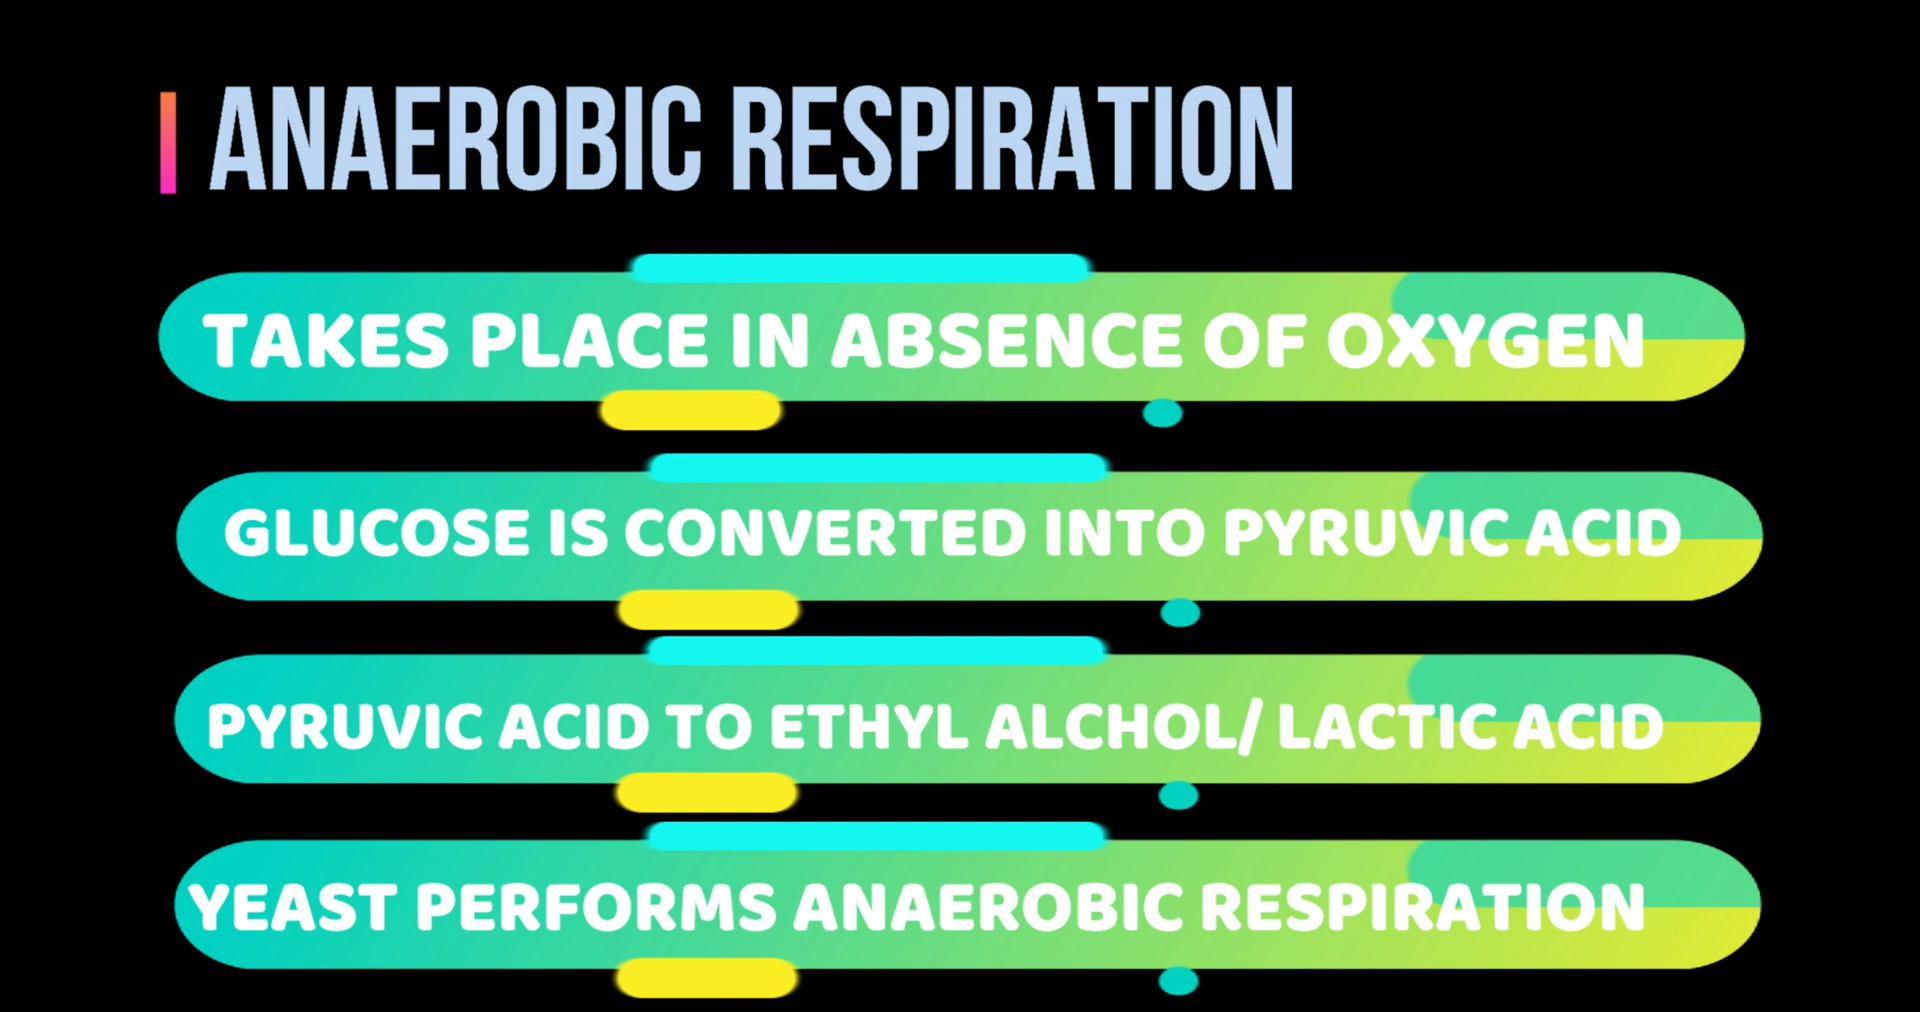 ANAEROBIC RESPIRATION
TAKES PLACE IN ABSENCE OF OXYGEN
GLUCOSE IS CONVERTED INTO PYRUVIC ACID
PYRUVIC ACID TO ETHYL ALCHOL/ LACTIC ACID
YEAST PERFORMS ANAEROBIC RESPIRATION